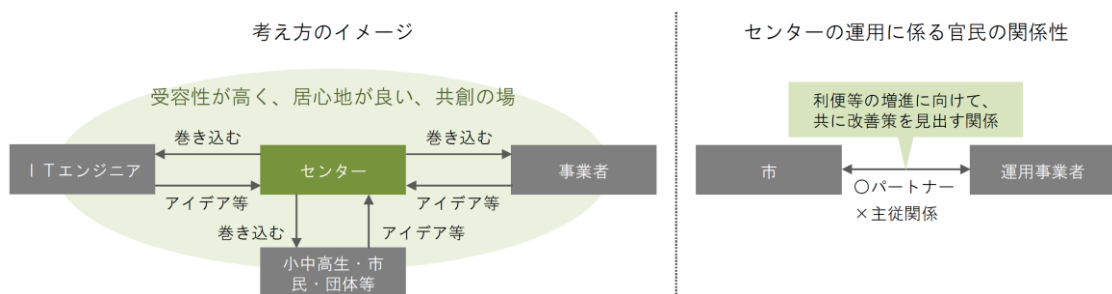 考え方のイメージ
受容性が高く、居心地が良い、共創の場
巻き込む
巻き込む
ＩＴエンジニア
センター
事業者
アイデア等
アイデア等
巻き込む
アイデア等
小中高生・市
民・団体等
センターの運用に係る官民の関係性
利便等の増進に向けて、
共に改善策を見出す関係
市
運用事業者
〇パートナー
×主従関係